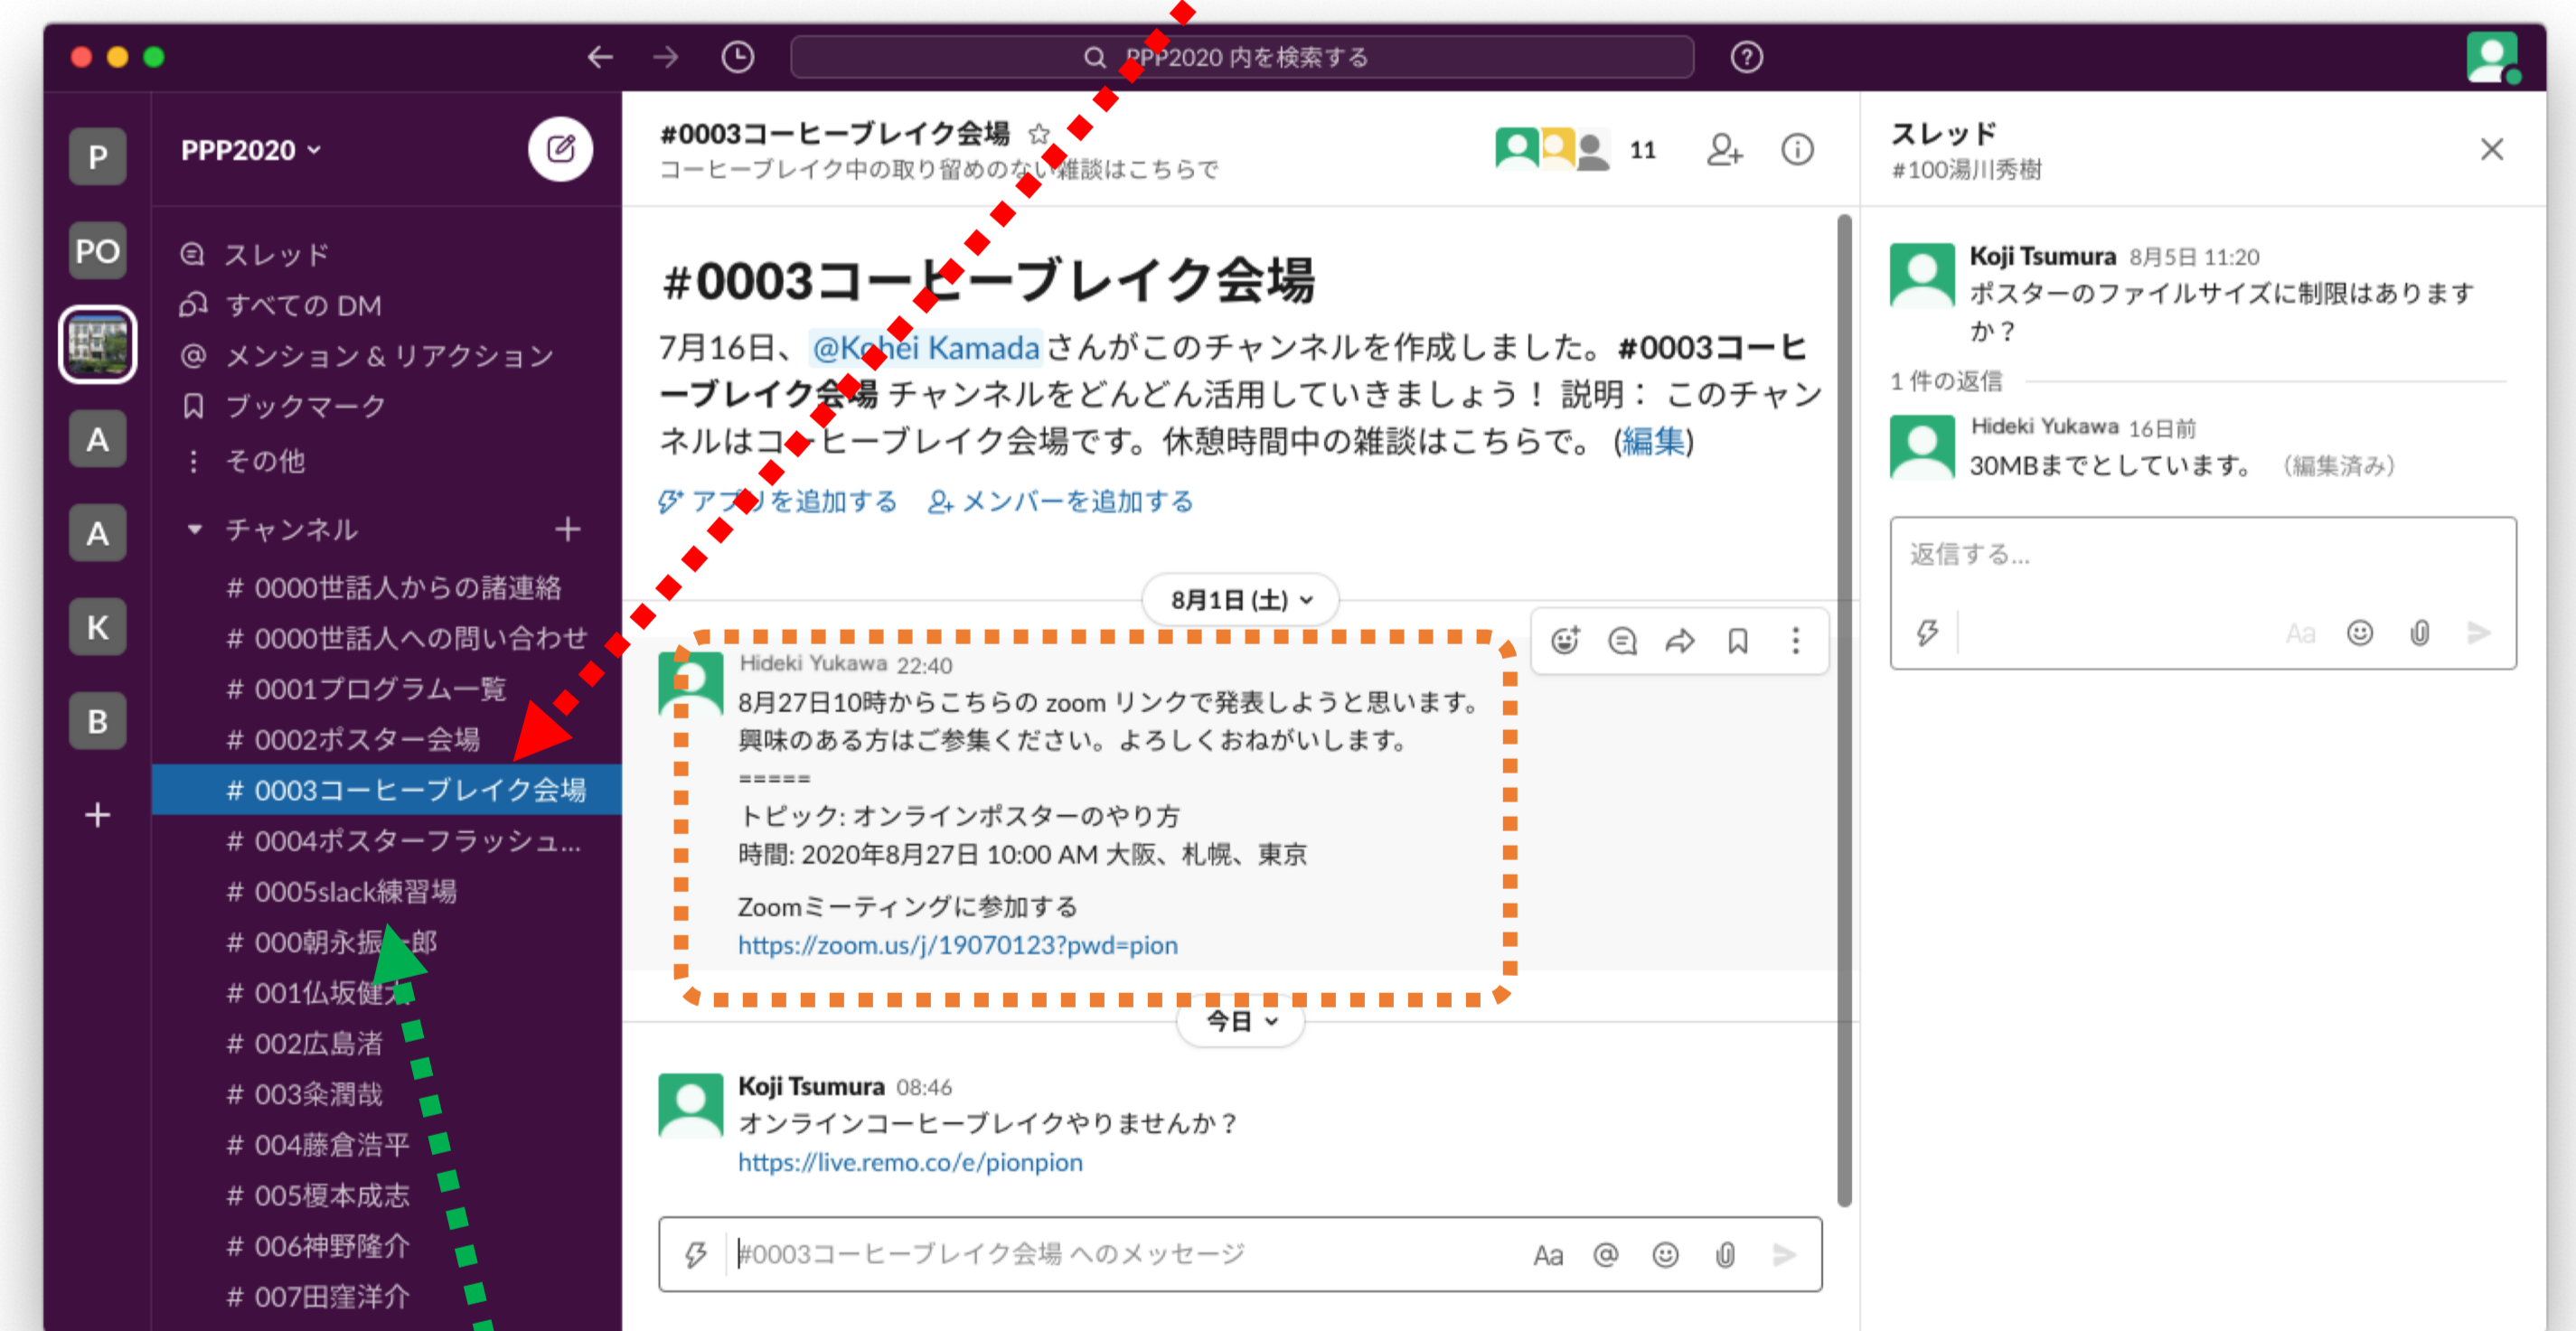 PPP2020 内を検索する
P
PO
A
A
K
B
PPP2020
スレッド
すべての DM
@ メンション & リアクション
ブックマーク
その他
チャンネル
# 0000世話人からの諸連絡
# 0000世話人への問い合わせ
# 0001プログラム一覧
# 0002ポスター会場
# 0003コーヒーブレイク会場
# 0004ポスターフラッシュ...
# 0005slack練習場
# 000朝永振一郎
# 001仏坂健太
# 002広島渚
# 003粂潤哉
# 004藤倉浩平
# 005榎本成志
# 006神野隆介
# 007田窪洋介
#0003コーヒーブレイク会場
コーヒーブレイク中の取り留めのない雑談はこちらで
11
#0003コーヒーブレイク会場
7月16日、@Kohei Kamadaさんがこのチャンネルを作成しました。#0003コーヒ
ーブレイク会場 チャンネルをどんどん活用していきましょう！ 説明： このチャン
ネルはコーヒーブレイク会場です。休憩時間中の雑談はこちらで。 (編集)
アプリを追加する メンバーを追加する
8月1日 (土)
Hideki Yukawa 22:40
8月27日10時からこちらの zoom リンクで発表しようと思います。
興味のある方はご参集ください。よろしくおねがいします。
=====
トピック: オンラインポスターのやり方
時間: 2020年8月27日 10:00 AM 大阪、札幌、東京
Zoomミーティングに参加する
https://zoom.us/j/19070123?pwd=pion
今日
Koji Tsumura 08:46
オンラインコーヒーブレイクやりませんか？
https://live.remo.co/e/pionpion
#0003コーヒーブレイク会場 へのメッセージ
Aa @
スレッド
#100湯川秀樹
Koji Tsumura 8月5日 11:20
ポスターのファイルサイズに制限はあります
か？
1 件の返信
Hideki Yukawa 16日前
30MBまでとしています。 （編集済み）
返信する...
Aa